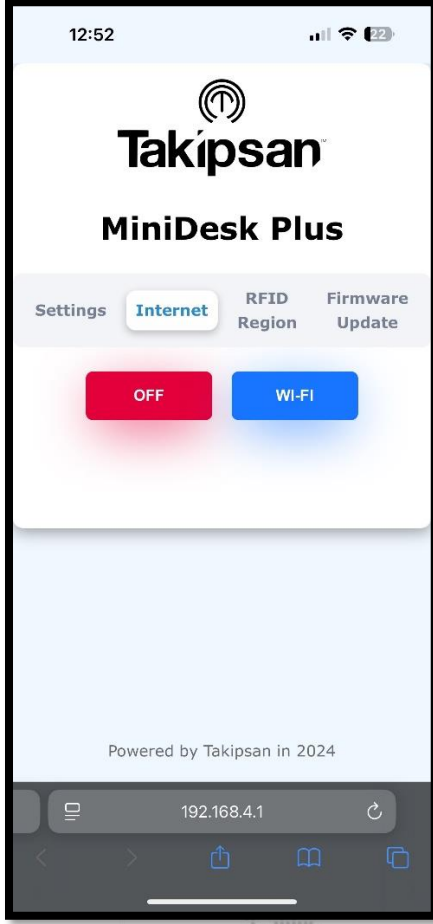 12:52
22
Takipsan
MiniDesk Plus
Settings
Internet
RFID
Region
Firmware
Update
OFF
WI-FI
Powered by Takipsan in 2024
192.168.4.1